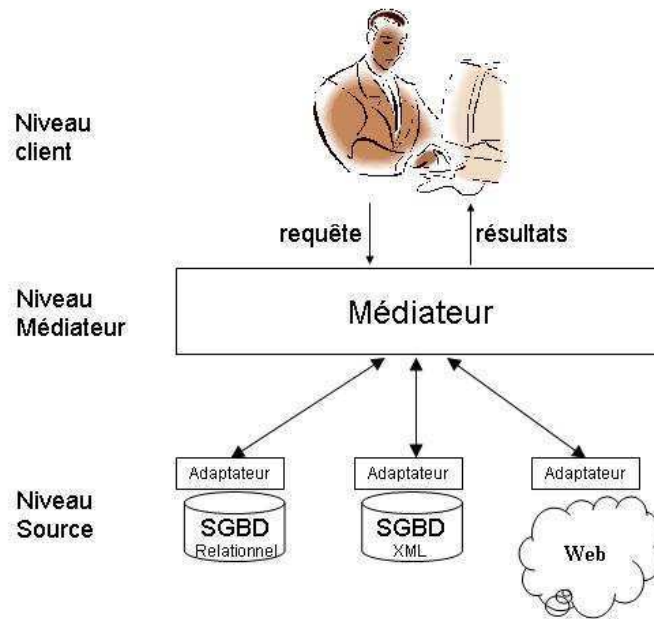 Niveau
client
requête
résultats
Niveau
Médiateur
Médiateur
Adaptateur
Adaptateur
Adaptateur
Niveau
Source
SGBD
Relationnel
SGBD
XML
Web